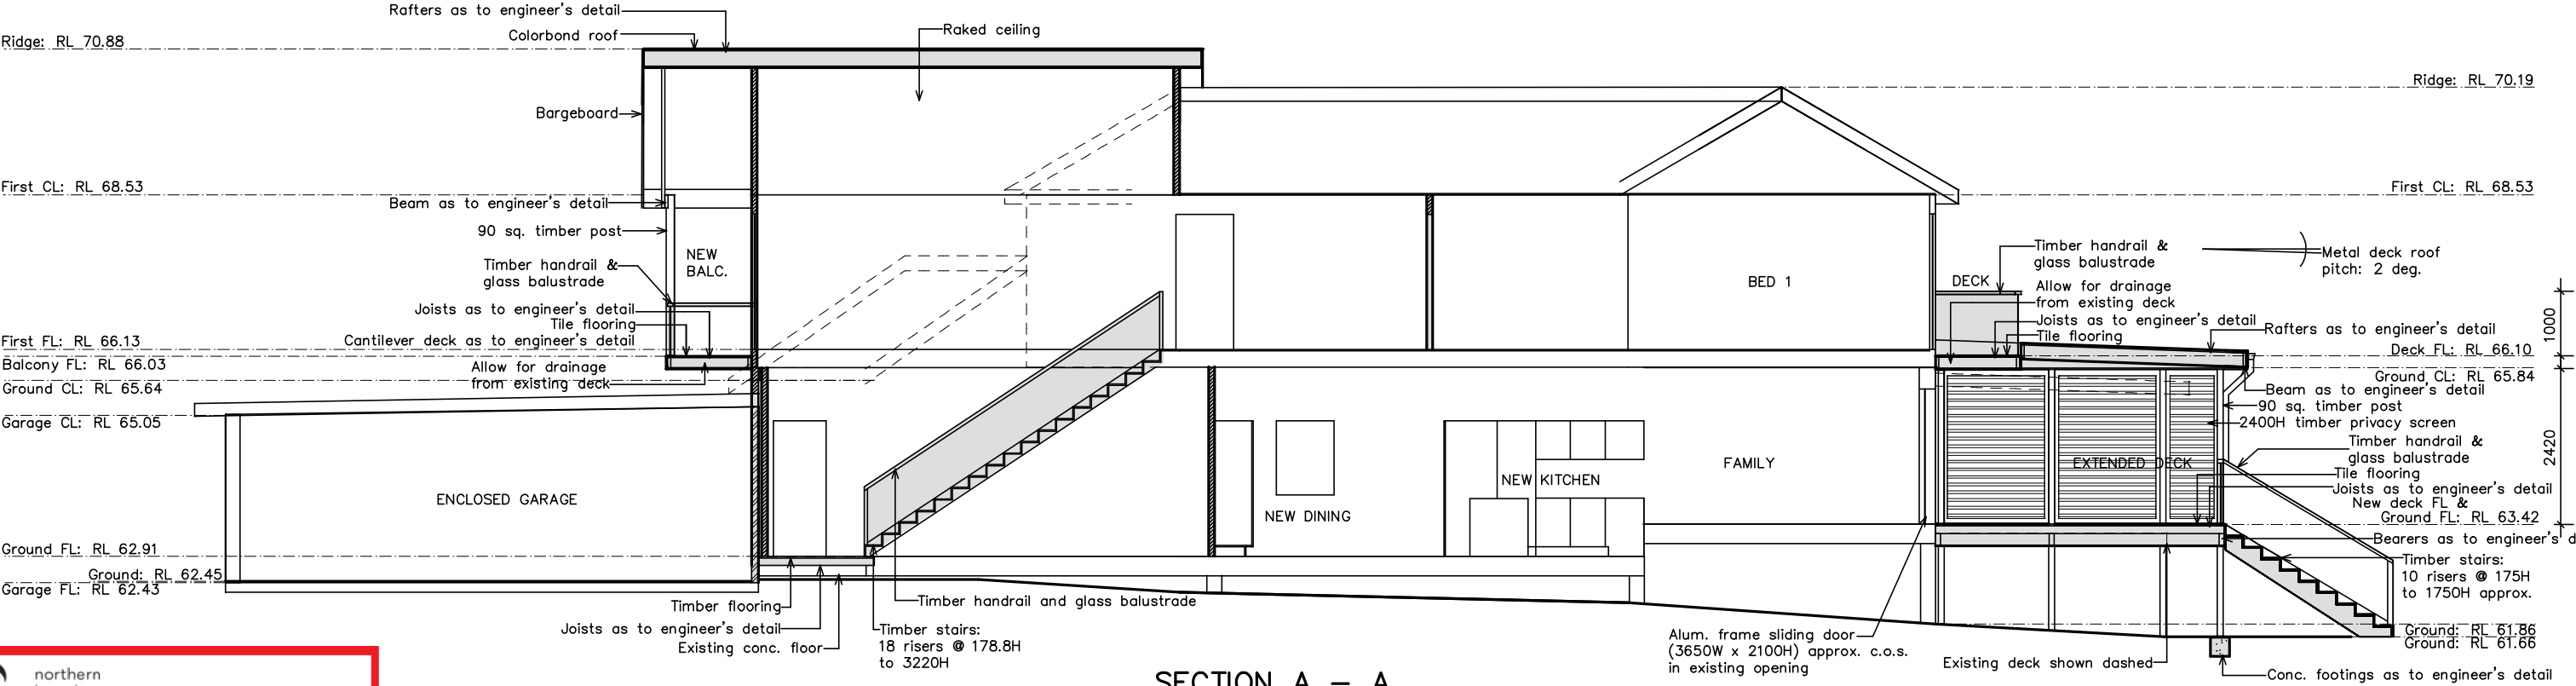 Rafters as to engineer's detail
Colorbond roof
Raked ceiling
Ridge: RL 70.88
Ridge: RL 70.19
Bargeboard
First CL: RL 68.53
First CL: RL 68.53
Beam as to engineer's detail
90 sq. timber post
NEW
BALC.
Timber handrail &
glass balustrade
Joists as to engineer's detail
Tile flooring
Cantilever deck as to engineer's detail
First FL: RL 66.13
Balcony FL: RL 66.03
Allow for drainage
from existing deck
Ground CL: RL 65.64
Garage CL: RL 65.05
BED 1
DECK
Timber handrail &
glass balustrade
Metal deck roof
pitch: 2 deg.
Allow for drainage
from existing deck
Joists as to engineer's detail
Tile flooring
Rafters as to engineer's detail
1000
Deck FL: RL 66.10
Ground CL: RL 65.84
Beam as to engineer's detail
90 sq. timber post
2400H timber privacy screen
Timber handrail &
glass balustrade
2420
Tile flooring
Joists as to engineer's detail
New deck FL &
Ground FL: RL 63.42
Bearers as to engineer's d
ENCLOSED GARAGE
NEW DINING
NEW KITCHEN
FAMILY
EXTENDED DECK
Ground FL: RL 62.91
Ground: RL 62.45
Garage FL: RL 62.43
Timber flooring
Joists as to engineer's detail
Existing conc. floor
Timber handrail and glass balustrade
Timber stairs:
18 risers @ 178.8H
to 3220H
Alum. frame sliding door
(3650W x 2100H) approx. c.o.s.
in existing opening
Existing deck shown dashed
Timber stairs:
10 risers @ 175H
to 1750H approx.
Ground: RL 61.86
Ground: RL 61.66
Conc. footings as to engineer's detail
SECTION A - A
northern